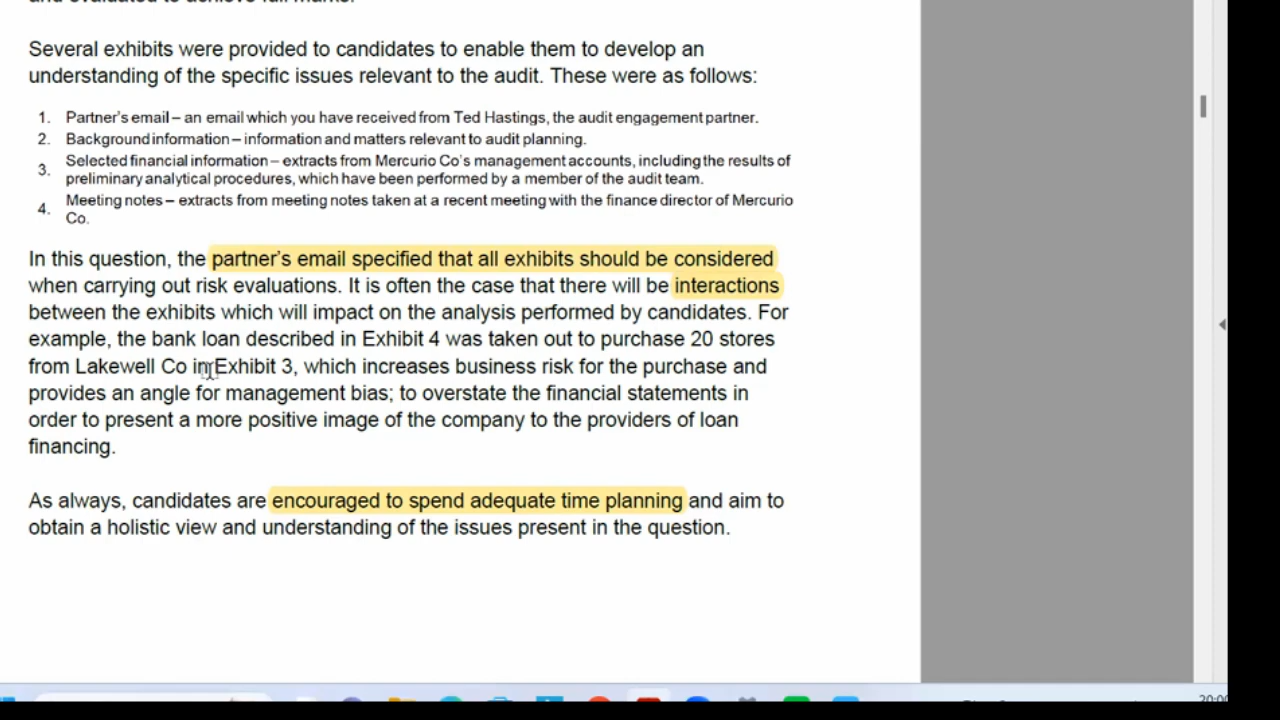 Several exhibits were provided to candidates to enable them to develop an
understanding of the specific issues relevant to the audit. These were as follows:
1. Partner's email – an email which you have received from Ted Hastings, the audit engagement partner.
2. Background information – information and matters relevant to audit planning.
3. Selected financial information – extracts from Mercurio Co's management accounts, including the results of
preliminary analytical procedures, which have been performed by a member of the audit team.
4. Meeting notes – extracts from meeting notes taken at a recent meeting with the finance director of Mercurio
Co.
In this question, the partner's email specified that all exhibits should be considered
when carrying out risk evaluations. It is often the case that there will be interactions
between the exhibits which will impact on the analysis performed by candidates. For
example, the bank loan described in Exhibit 4 was taken out to purchase 20 stores
from Lakewell Co in Exhibit 3, which increases business risk for the purchase and
provides an angle for management bias; to overstate the financial statements in
order to present a more positive image of the company to the providers of loan
financing.
As always, candidates are encouraged to spend adequate time planning and aim to
obtain a holistic view and understanding of the issues present in the question.